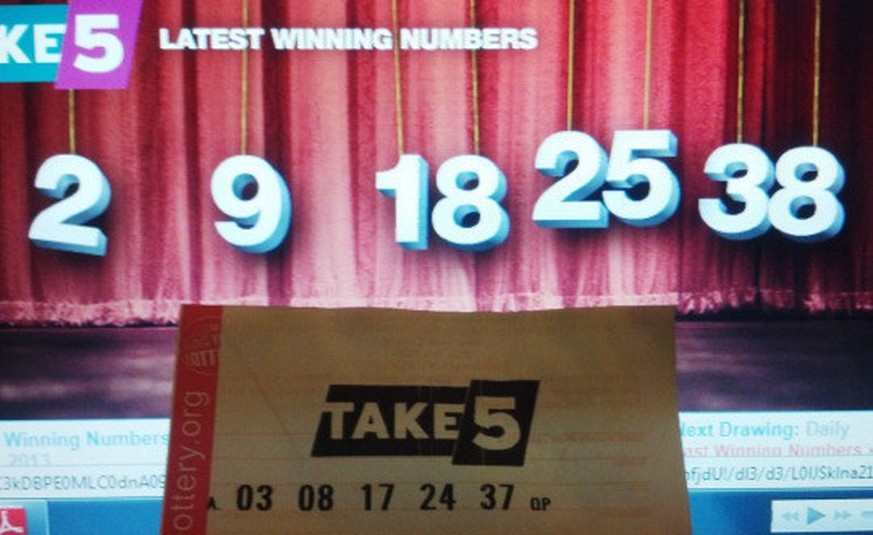 KE5 LATEST WINNING NUMBERS
2 9 18 25 38
TAKE5
A. 03 08 17 24 37 QP
ottery.org
Winning Numbers
2013
ext Drawing: Daily
ast Winning Numbers